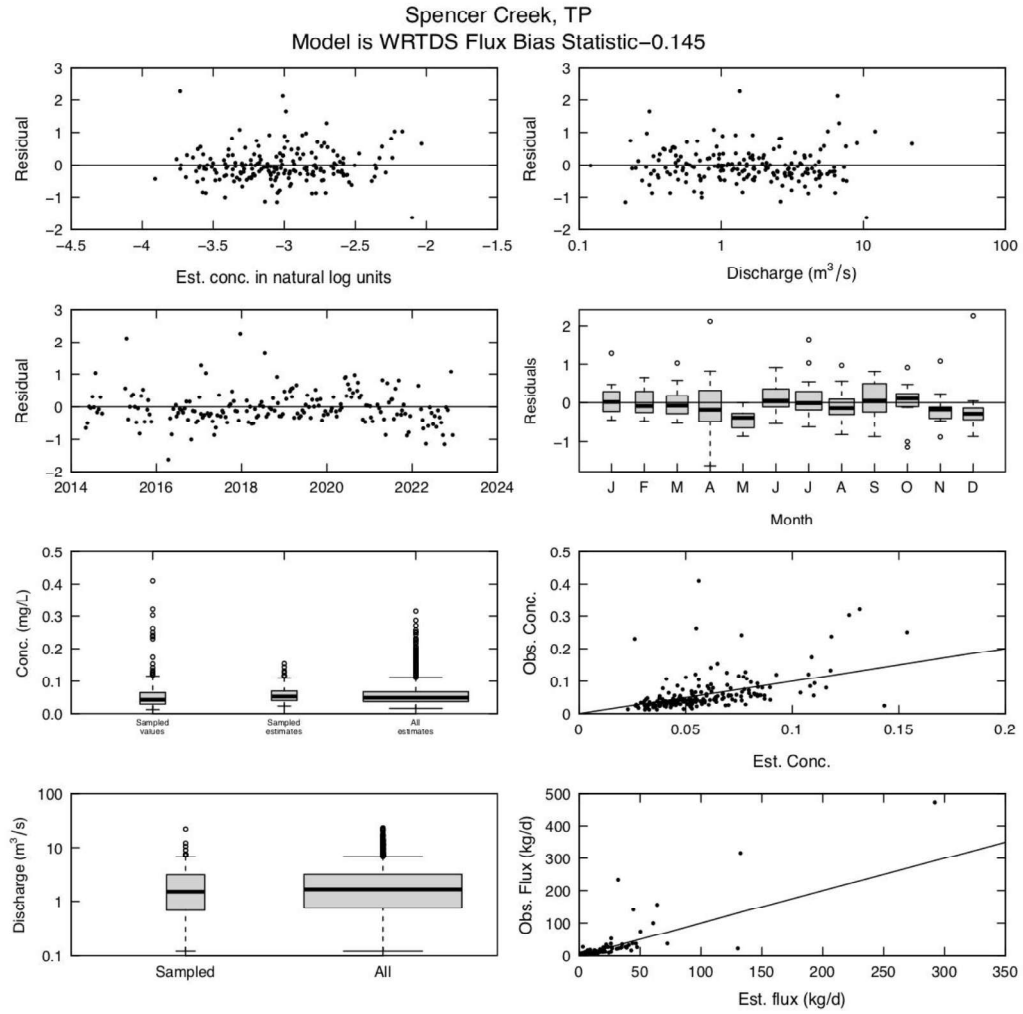 Spencer Creek, TP
Model is WRTDS Flux Bias Statistic−0.145
3
2
1
0
−1
−2
Residual
−4.5 −4 −3.5 −3 −2.5 −2 −1.5
Est. conc. in natural log units
3
2
1
0
−1
−2
Residual
0.1 1 10 100
Discharge (m³/s)
3
2
1
0
−1
−2
Residual
2014 2016 2018 2020 2022 2024
2
1
0
−1
Residuals
J F M A M J J A S O N D
Month
0.5
0.4
0.3
0.2
0.1
0.0
Conc. (mg/L)
Sampled values
Sampled estimates
All estimates
0.5
0.4
0.3
0.2
0.1
0
Obs. Conc.
0 0.05 0.1 0.15 0.2
Est. Conc.
100
10
1
0.1
Discharge (m³/s)
Sampled All
500
400
300
200
100
0
Obs. Flux (kg/d)
0 50 100 150 200 250 300 350
Est. flux (kg/d)